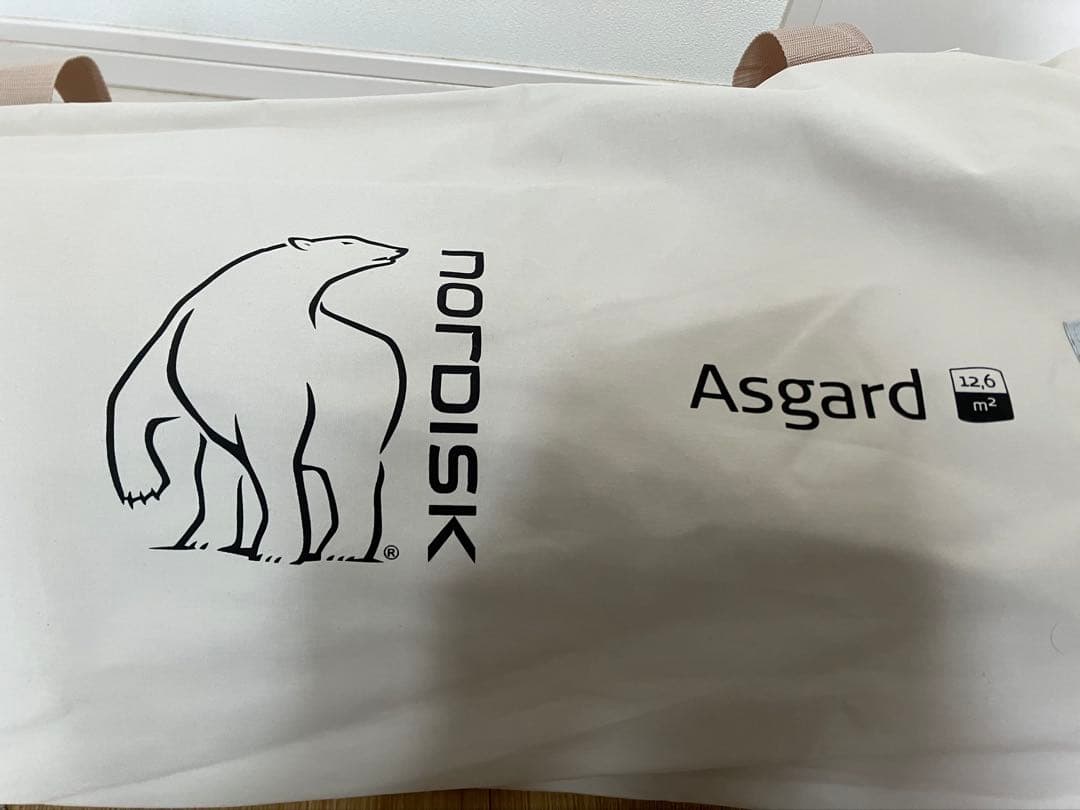 NORDISK
®
Asgard
12,6
m²